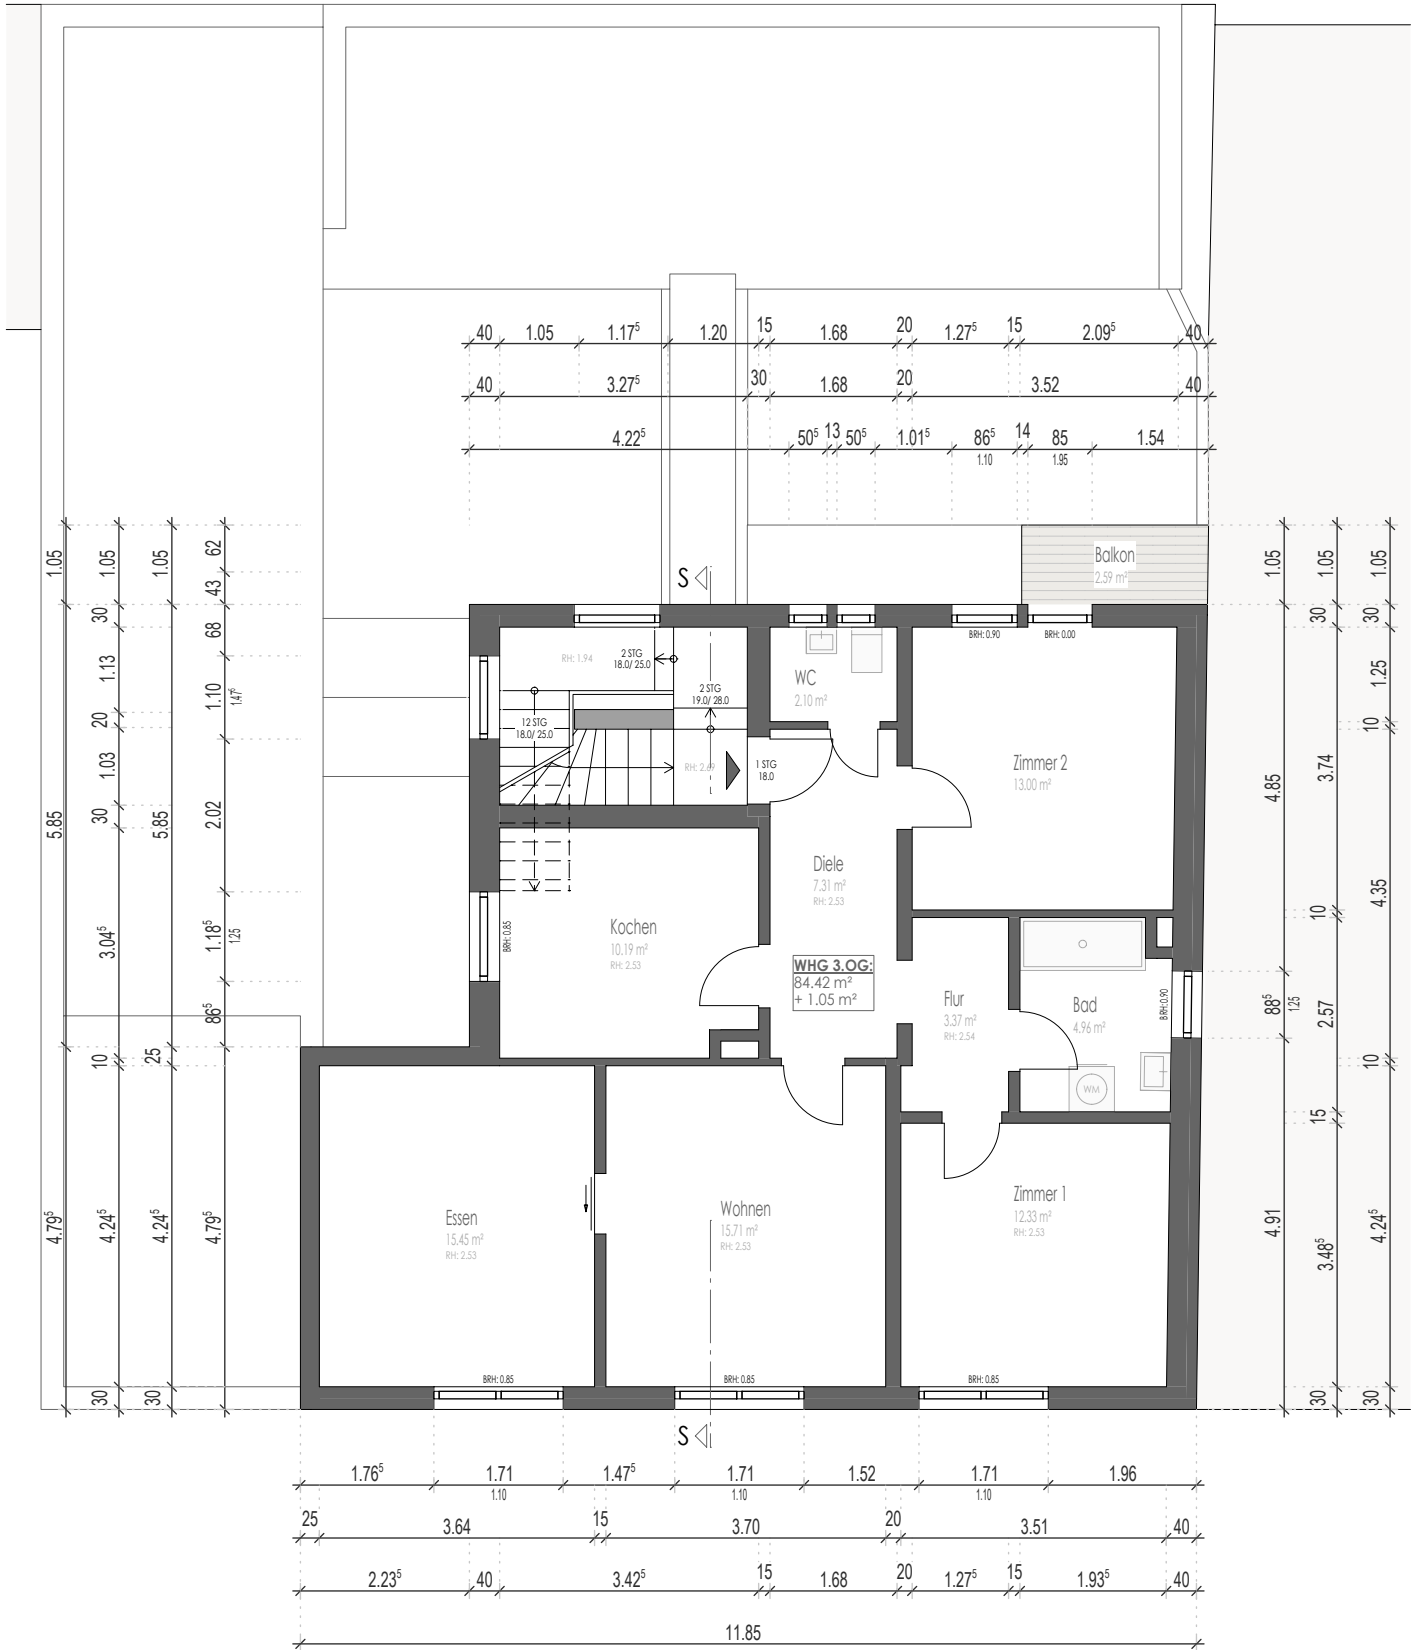 40 1.05 1.17⁵ 1.20 15 1.68 20 1.27⁵ 15 2.09⁵ 40
40 3.27⁵ 30 1.68 20 3.52 40
4.22⁵ 50⁵ 13 50⁵ 1.01⁵ 86⁵ 14 85 1.54
1.10 1.95
1.05 5.85 4.79⁵
1.05 30 1.13 20 1.03 30 3.04⁵ 10 4.24⁵ 30
1.05 5.85 25 4.24⁵ 30
62 43 68 1.10 2.02 1.18⁵ 86⁵ 4.79⁵
1.47⁵ 1.25
S
Balkon
2.59 m²
BRH: 0.90
BRH: 0.00
RH: 1.94
2 STG
18.0/ 25.0
2 STG
19.0/ 28.0
12 STG
18.0/ 25.0
WC
2.10 m²
1 STG
18.0
Zimmer 2
13.00 m²
Diele
7.31 m²
RH: 2.53
Kochen
10.19 m²
RH: 2.53
BRH: 0.85
WHG 3.OG:
84.42 m²
+ 1.05 m²
Flur
3.37 m²
RH: 2.54
Bad
4.96 m²
BRH: 0.90
WM
Essen
15.45 m²
RH: 2.53
Wohnen
15.71 m²
RH: 2.53
Zimmer 1
12.33 m²
RH: 2.53
BRH: 0.85
BRH: 0.85
BRH: 0.85
S
1.05 4.85 88⁵ 4.91
1.25
1.05 30 3.74 10 2.57 15 3.48⁵ 30
1.05 30 1.25 10 4.35 10 4.24⁵ 30
1.76⁵ 1.71 1.47⁵ 1.71 1.52 1.71 1.96
1.10 1.10 1.10
25 3.64 15 3.70 20 3.51 40
2.23⁵ 40 3.42⁵ 15 1.68 20 1.27⁵ 15 1.93⁵ 40
11.85